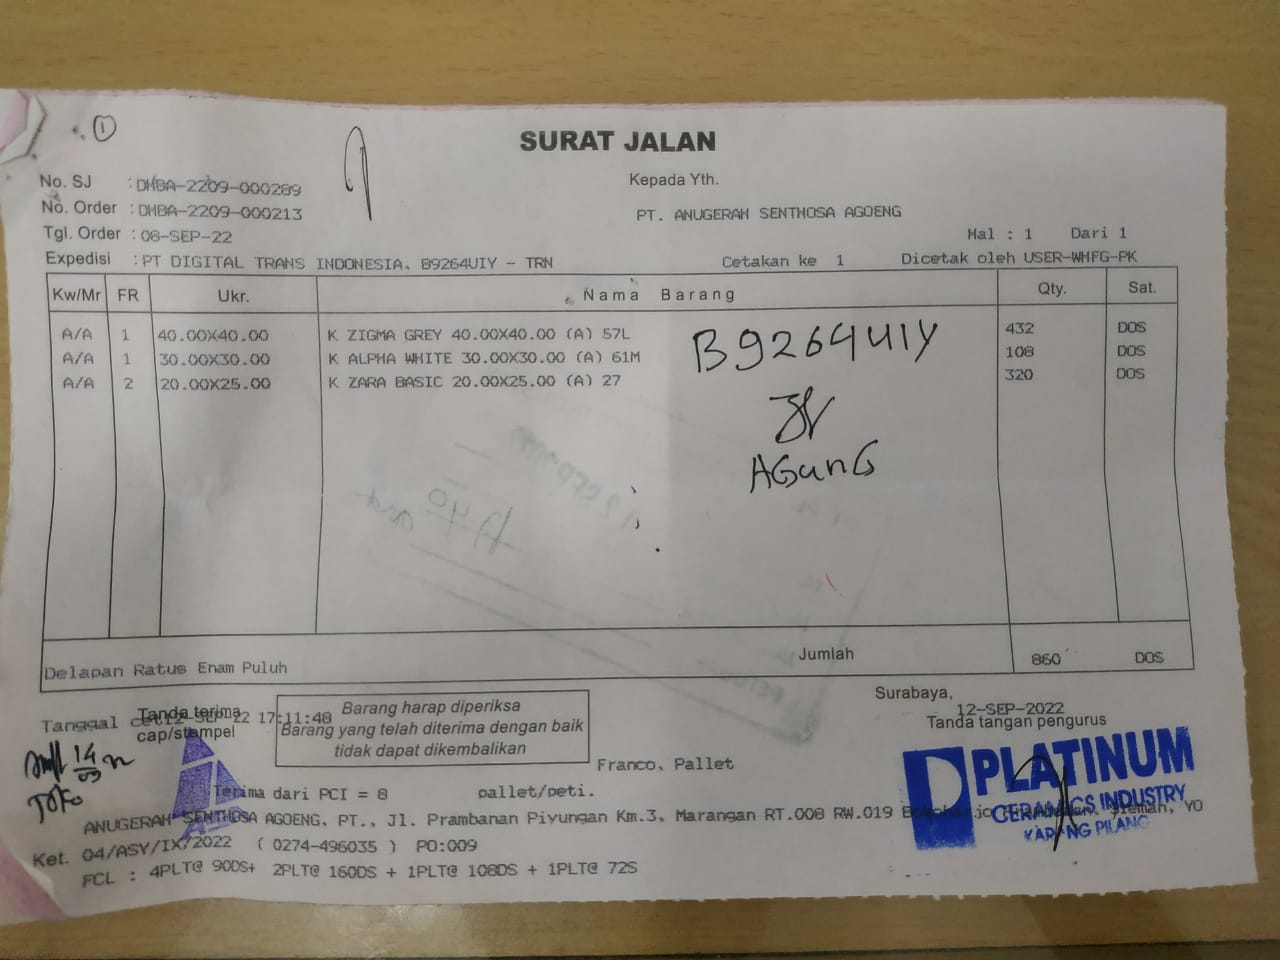 1
SURAT JALAN
No. SJ : DMBA-2209-000289
Kepada Yth.
No. Order : DMBA-2209-000213
PT. ANUGERAH SENTHOSA AGOENG
Tgl. Order : 08-SEP-22
Hal : 1 Dari 1
Expedisi : PT DIGITAL TRANS INDONESIA. B9264UIY - TRN
Cetakan ke 1 Dicetak oleh USER-WHFG-PK
Kw/Mr FR Ukr. Nama Barang Qty. Sat.
A/A 1 40.00X40.00 K ZIGMA GREY 40.00X40.00 (A) 57L 432 DOS
A/A 1 30.00X30.00 K ALPHA WHITE 30.00X30.00 (A) 61M 108 DOS
A/A 2 20.00X25.00 K ZARA BASIC 20.00X25.00 (A) 27 320 DOS
B9264UIY
AGunG
Jumlah 860 DOS
Delapan Ratus Enam Puluh
Surabaya,
12-SEP-2022
Tanda tangan pengurus
Tanggal cet12-SEP-22 17:11:48
Tanda terima
cap/stempel
Barang harap diperiksa
Barang yang telah diterima dengan baik
tidak dapat dikembalikan
Franco. Pallet
14
09
PLATINUM
CERAMICS INDUSTRY
KARANG PILANG
Terima dari PCI = 8 pallet/peti.
ANUGERAH SENTHOSA AGOENG. PT., Jl. Prambanan Piyungan Km.3, Marangan RT.008 RW.019 Sleman, YO
Ket. 04/ASY/IX/2022 ( 0274-496035 ) PO:009
FCL : 4PLT@ 90DS+ 2PLT@ 160DS + 1PLT@ 108DS + 1PLT@ 72S